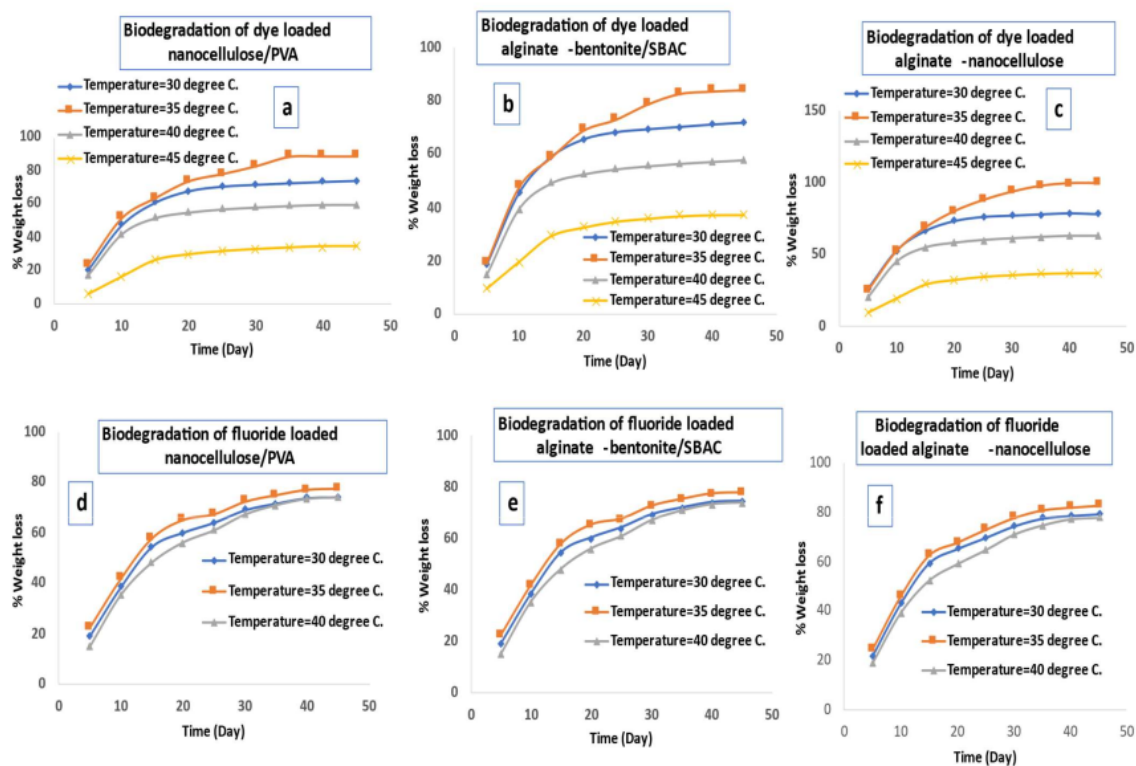 Biodegradation of dye loaded
nanocellulose/PVA
Temperature=30 degree C.
Temperature=35 degree C.
Temperature=40 degree C.
Temperature=45 degree C.
a
% Weight loss
100
80
60
40
20
0
0 10 20 30 40 50
Time (Day)
Biodegradation of dye loaded
alginate -bentonite/SBAC
b
% Weight loss
100
80
60
40
20
0
Temperature=30 degree C.
Temperature=35 degree C.
Temperature=40 degree C.
Temperature=45 degree C.
0 10 20 30 40 50
Time (Day)
Biodegradation of dye loaded
alginate -nanocellulose
Temperature=30 degree C.
Temperature=35 degree C.
Temperature=40 degree C.
Temperature=45 degree C.
c
% Weight loss
150
100
50
0
0 10 20 30 40 50
Time (Day)
Biodegradation of fluoride loaded
nanocellulose/PVA
d
% Weight loss
100
80
60
40
20
0
Temperature=30 degree C.
Temperature=35 degree C.
Temperature=40 degree C.
0 10 20 30 40 50
Time (Day)
Biodegradation of fluoride loaded
alginate -bentonite/SBAC
e
% Weight loss
100
80
60
40
20
0
Temperature=30 degree C.
Temperature=35 degree C.
Temperature=40 degree C.
0 10 20 30 40 50
Time (Day)
Biodegradation of fluoride
loaded alginate -nanocellulose
f
% Weight loss
100
80
60
40
20
0
Temperature=30 degree C.
Temperature=35 degree C.
Temperature=40 degree C.
0 10 20 30 40 50
Time (Day)